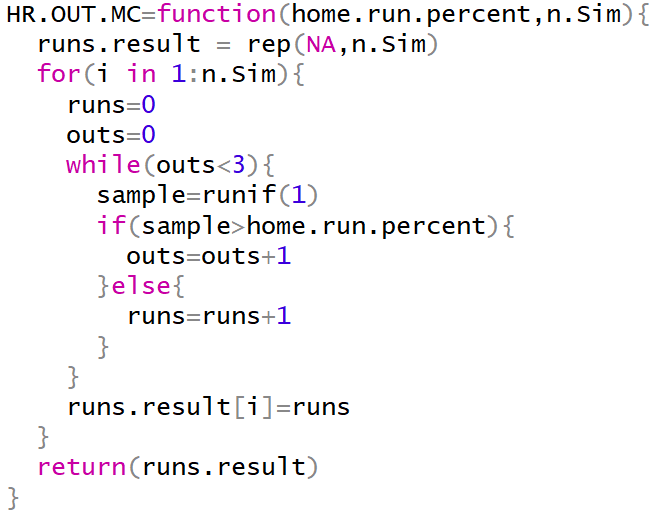 HR.OUT.MC=function(home.run.percent,n.Sim){
  runs.result = rep(NA,n.Sim)
  for(i in 1:n.Sim){
    runs=0
    outs=0
    while(outs<3){
      sample=runif(1)
      if(sample>home.run.percent){
        outs=outs+1
      }else{
        runs=runs+1
      }
    }
    runs.result[i]=runs
  }
  return(runs.result)
}